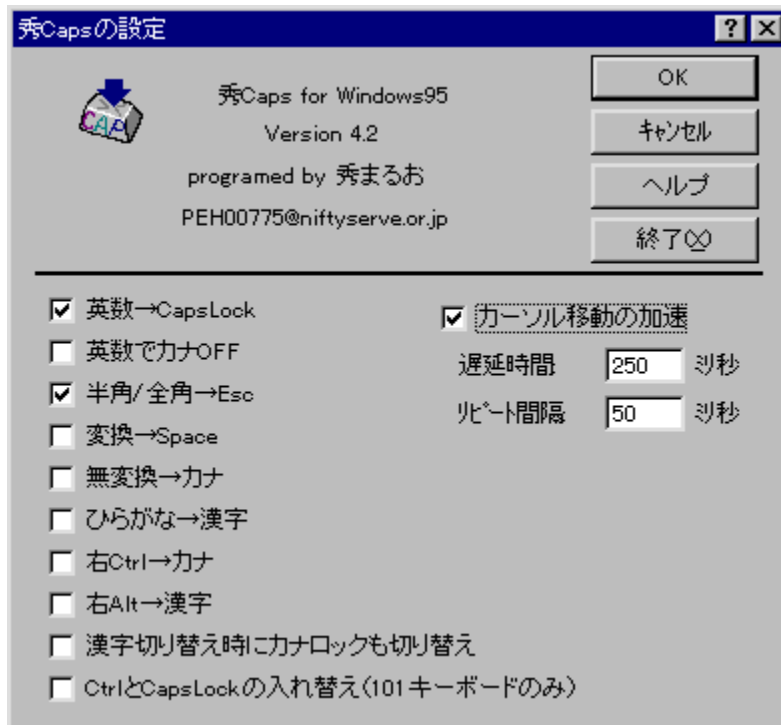 秀Capsの設定
CAP
秀Caps for Windows95
Version 4.2
programed by 秀まるお
PEH00775@niftyserve.or.jp
OK
ｷｬﾝｾﾙ
ヘルプ
終了(X)
英数→CapsLock
英数でカナOFF
半角/全角→Esc
変換→Space
無変換→カナ
ひらがな→漢字
右Ctrl→カナ
右Alt→漢字
漢字切り替え時にカナロックも切り替え
CtrlとCapsLockの入れ替え(101キーボードのみ)
カーソル移動の加速
遅延時間 250 ﾐﾘ秒
ﾘﾋﾟｰﾄ間隔 50 ﾐﾘ秒